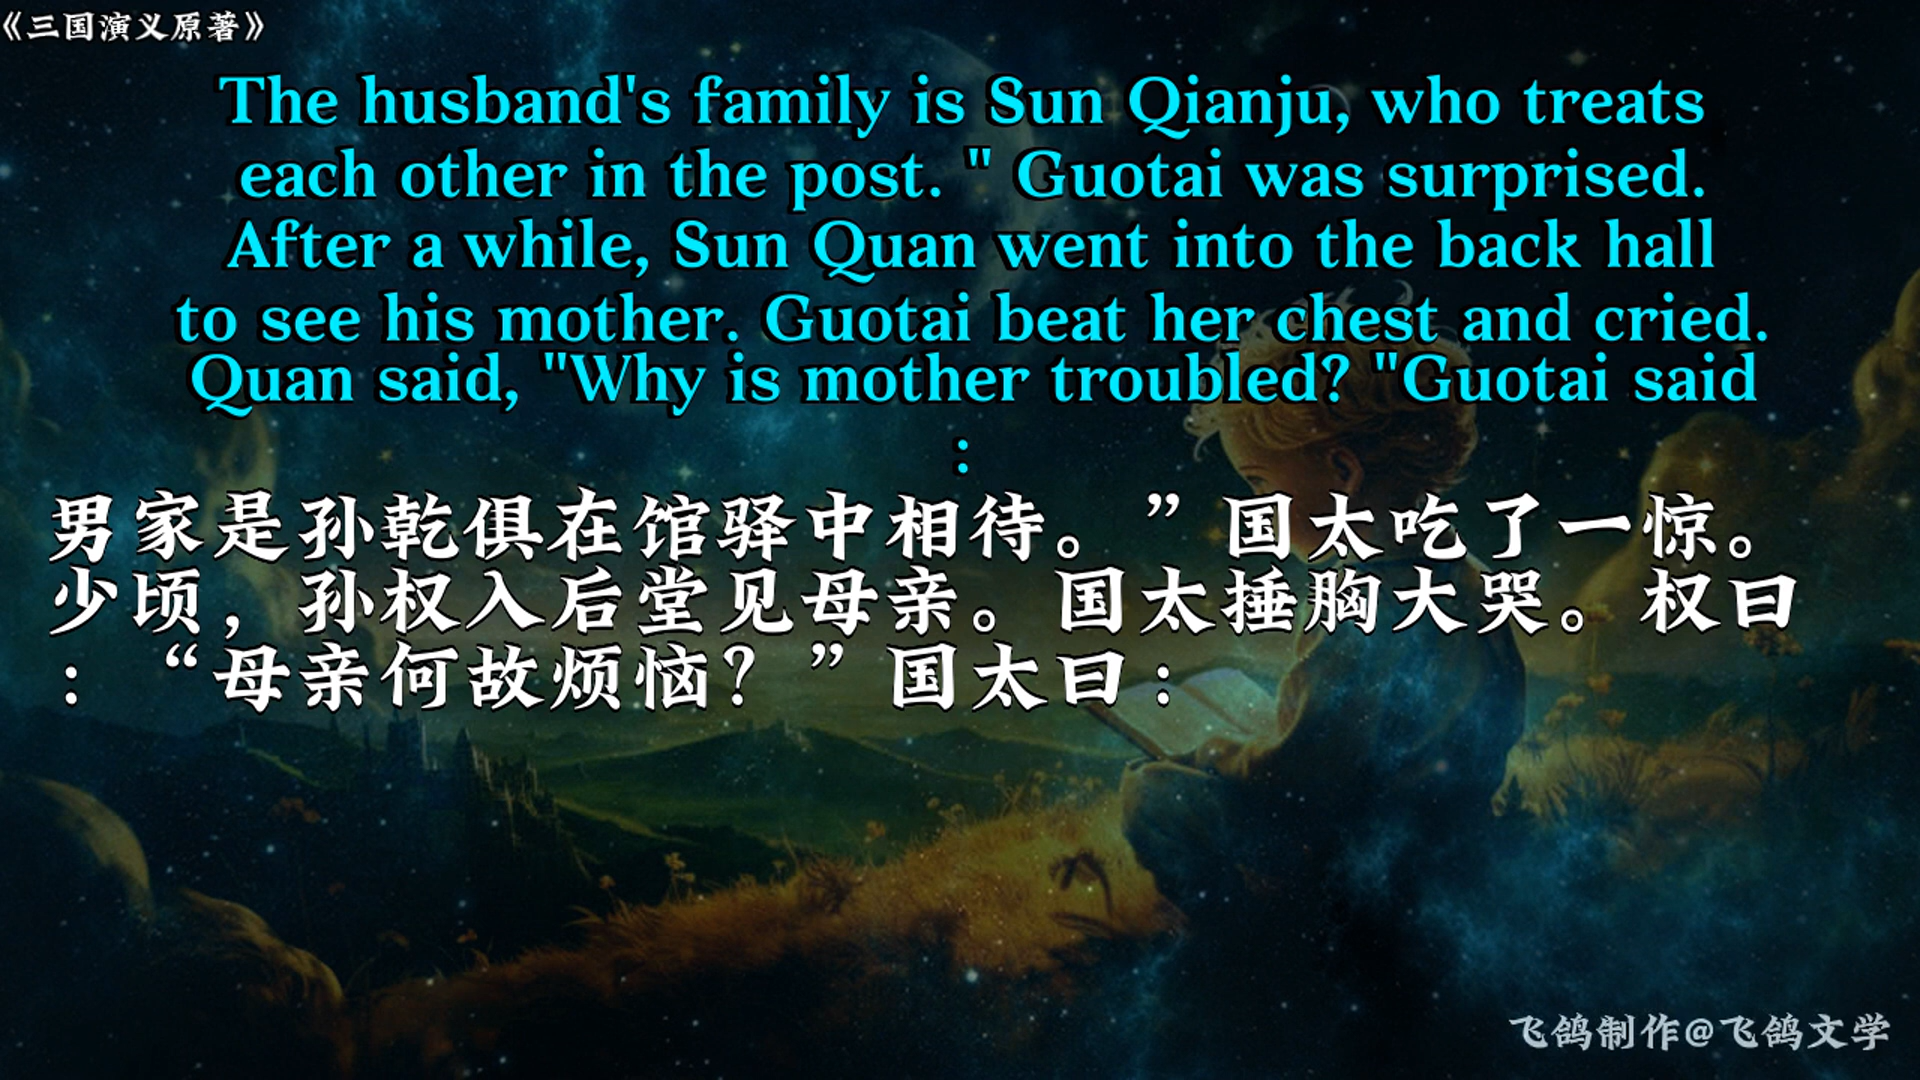 《三国演义原著》
The husband's family is Sun Qianju, who treats
each other in the post. " Guotai was surprised.
After a while, Sun Quan went into the back hall
to see his mother. Guotai beat her chest and cried.
Quan said, "Why is mother troubled? "Guotai said
:
男家是孙乾俱在馆驿中相待。”国太吃了一惊。
少顷，孙权入后堂见母亲。国太捶胸大哭。权曰
：“母亲何故烦恼？”国太曰：
飞鸽制作@飞鸽文学